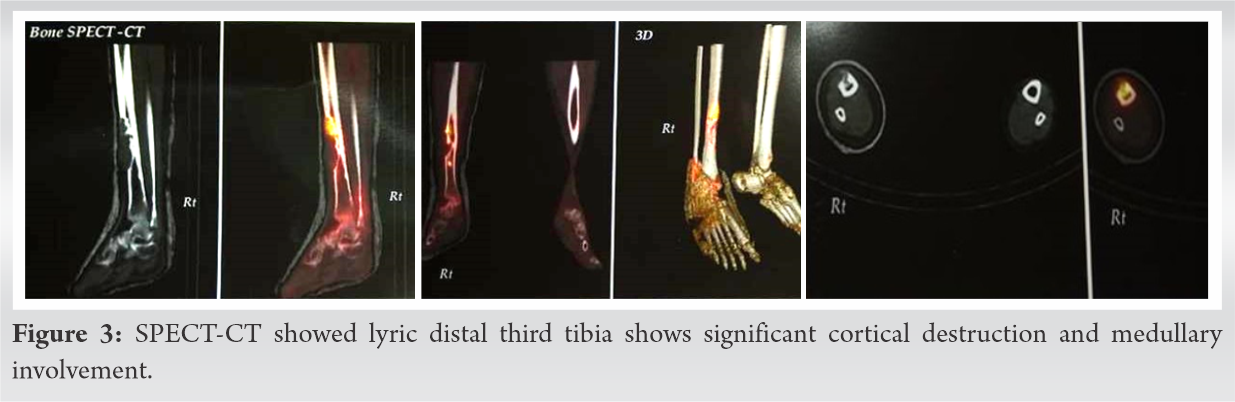 Bone SPECT-CT
3D
Rt
Rt
Rt
Rt
Rt
Rt
Figure 3: SPECT-CT showed lyric distal third tibia shows significant cortical destruction and medullary
involvement.